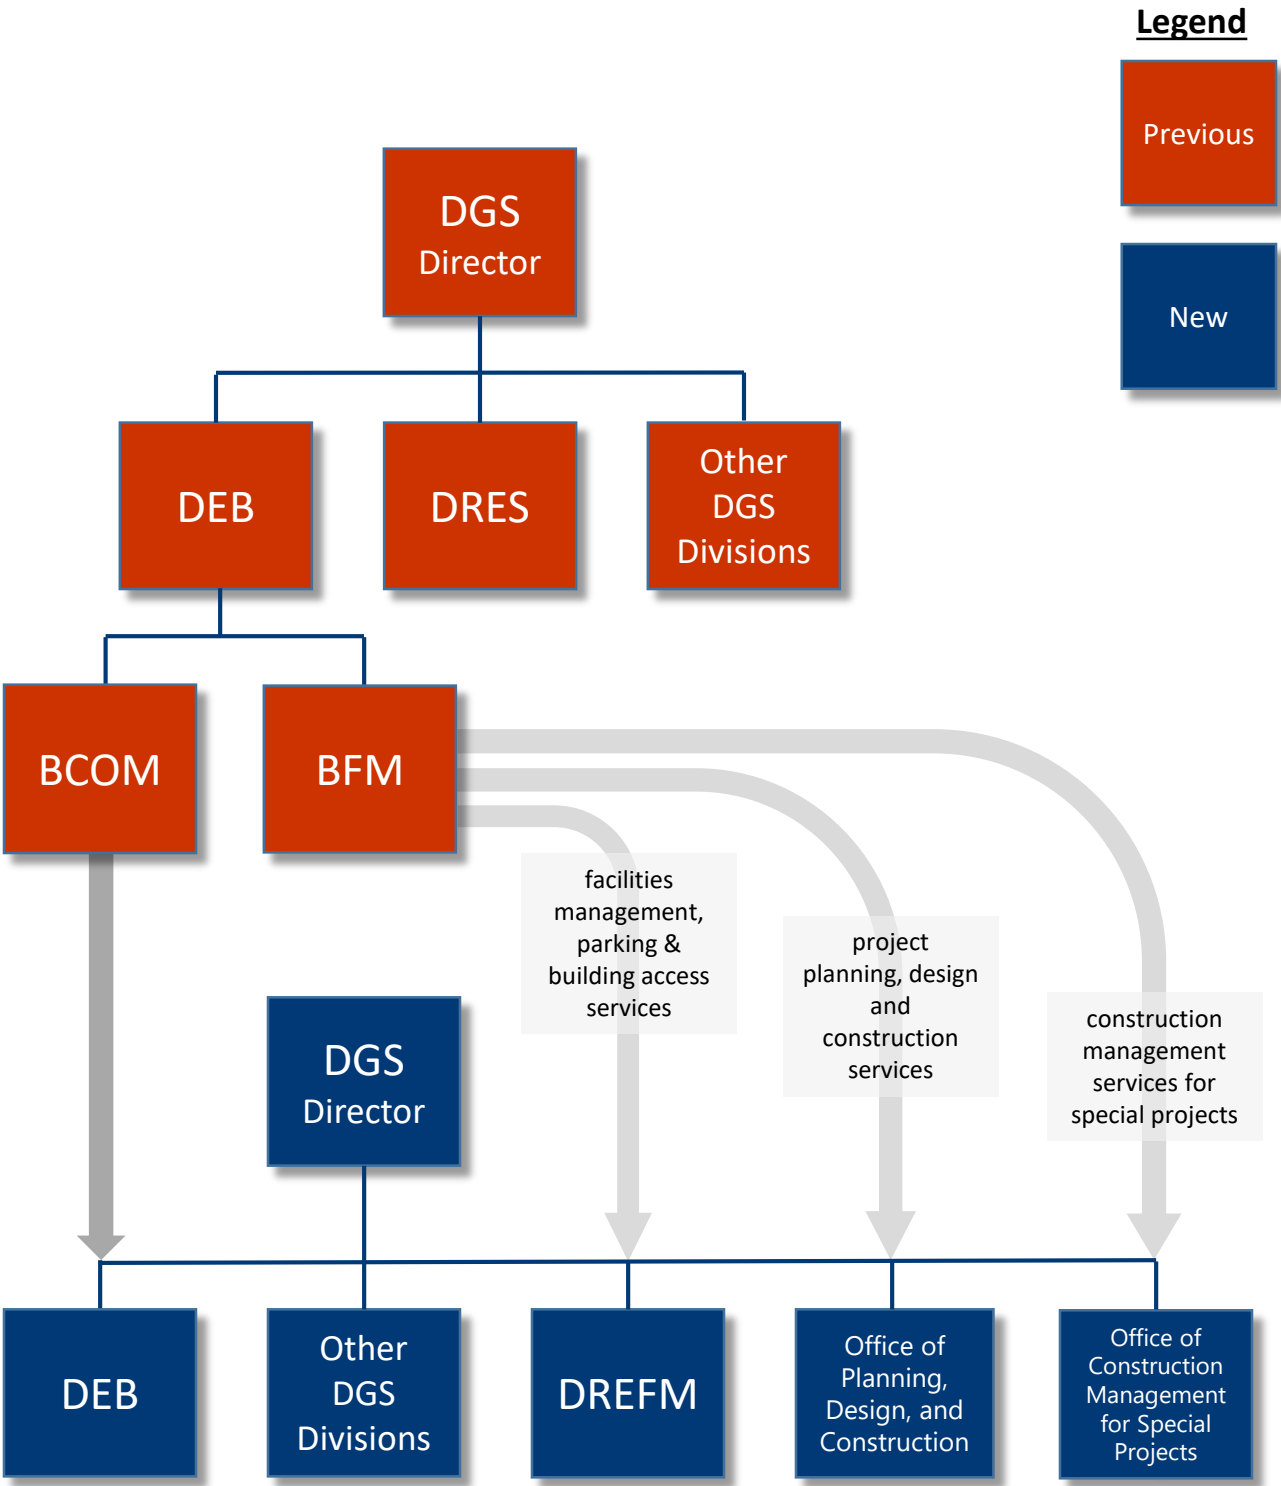 Legend
Previous
New
DGS
Director
DEB
DRES
Other
DGS
Divisions
BCOM
BFM
facilities
management,
parking &
building access
services
project
planning, design
and
construction
services
construction
management
services for
special projects
DGS
Director
DEB
Other
DGS
Divisions
DREFM
Office of
Planning,
Design, and
Construction
Office of
Construction
Management
for Special
Projects